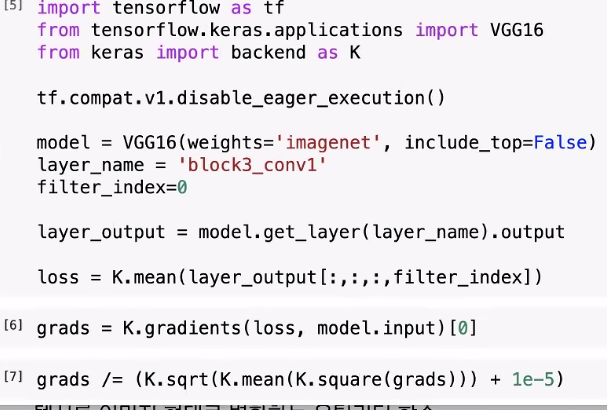 [5] import tensorflow as tf
from tensorflow.keras.applications import VGG16
from keras import backend as K
tf.compat.v1.disable_eager_execution()
model = VGG16(weights='imagenet', include_top=False)
layer_name = 'block3_conv1'
filter_index=0
layer_output = model.get_layer(layer_name).output
loss = K.mean(layer_output[:,:,:,filter_index])
[6] grads = K.gradients(loss, model.input)[0]
[7] grads /= (K.sqrt(K.mean(K.square(grads))) + 1e-5)